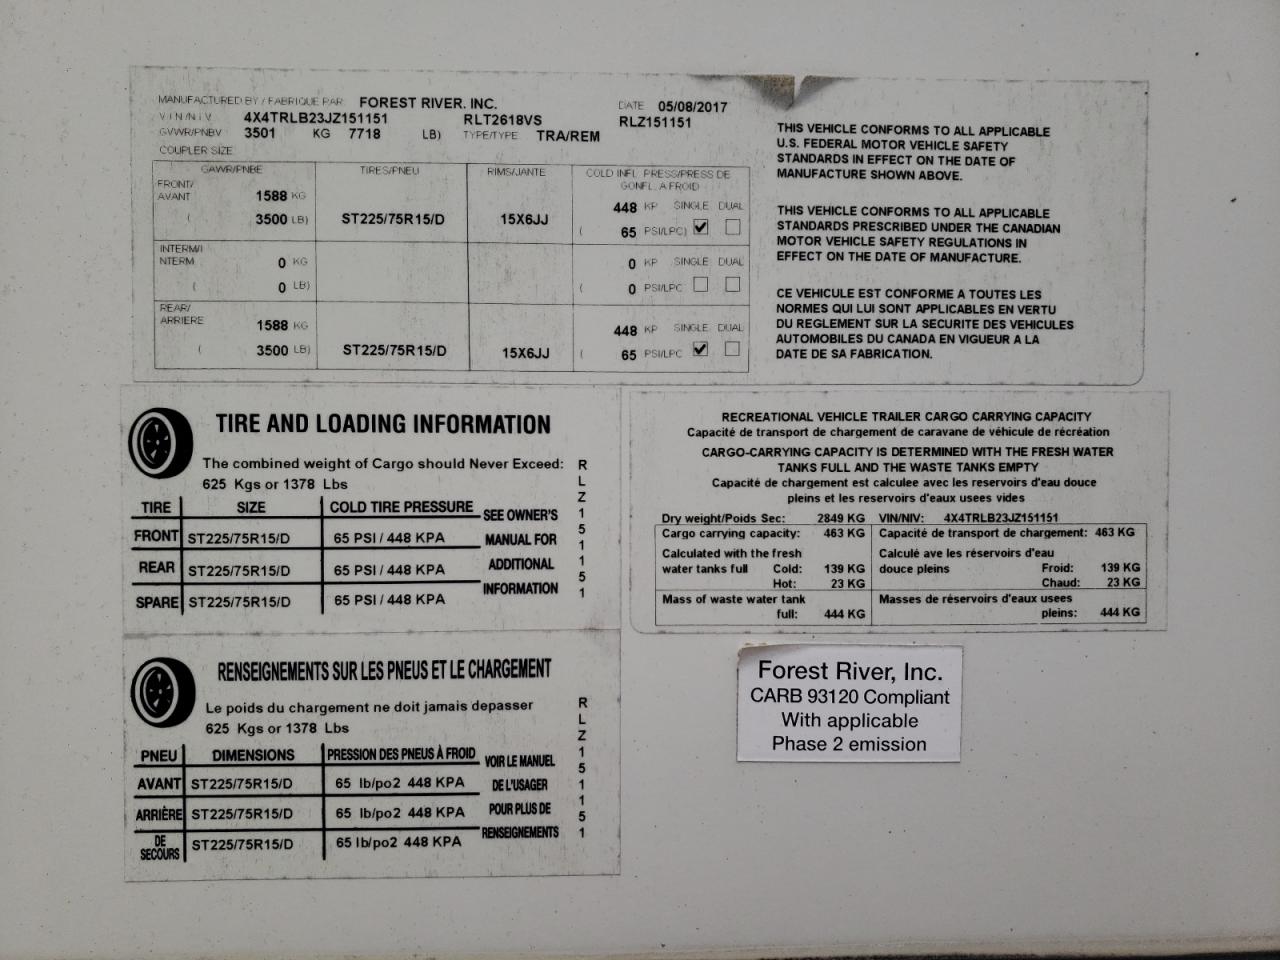 MANUFACTURED BY / FABRIQUE PAR FOREST RIVER, INC. DATE 05/08/2017
VIN/NIV 4X4TRLB23JZ151151 RLT2618VS RLZ151151
GVWR/PNBV 3501 KG 7718 LB) TYPE/TYPE TRA/REM
COUPLER SIZE
GAWR/PNBE TIRES/PNEU RIMS/JANTE COLD INFL. PRESS/PRESS DE
GONFL. A FROID
FRONT/
AVANT 1588 KG 448 KP SINGLE DUAL
( 3500 LB) ST225/75R15/D 15X6JJ ( 65 PSI/LPC)
INTERM/I
NTERM 0 KG 0 KP SINGLE DUAL
( 0 LB) ( 0 PSI/LPC
REAR/
ARRIERE 1588 KG 448 KP SINGLE DUAL
( 3500 LB) ST225/75R15/D 15X6JJ ( 65 PSI/LPC
THIS VEHICLE CONFORMS TO ALL APPLICABLE
U.S. FEDERAL MOTOR VEHICLE SAFETY
STANDARDS IN EFFECT ON THE DATE OF
MANUFACTURE SHOWN ABOVE.
THIS VEHICLE CONFORMS TO ALL APPLICABLE
STANDARDS PRESCRIBED UNDER THE CANADIAN
MOTOR VEHICLE SAFETY REGULATIONS IN
EFFECT ON THE DATE OF MANUFACTURE.
CE VEHICULE EST CONFORME A TOUTES LES
NORMES QUI LUI SONT APPLICABLES EN VERTU
DU REGLEMENT SUR LA SECURITE DES VEHICULES
AUTOMOBILES DU CANADA EN VIGUEUR A LA
DATE DE SA FABRICATION.
TIRE AND LOADING INFORMATION
The combined weight of Cargo should Never Exceed:
625 Kgs or 1378 Lbs
TIRE SIZE COLD TIRE PRESSURE
FRONT ST225/75R15/D 65 PSI / 448 KPA
REAR ST225/75R15/D 65 PSI / 448 KPA
SPARE ST225/75R15/D 65 PSI / 448 KPA
SEE OWNER'S
MANUAL FOR
ADDITIONAL
INFORMATION
RLZ151151
RECREATIONAL VEHICLE TRAILER CARGO CARRYING CAPACITY
Capacité de transport de chargement de caravane de véhicule de récréation
CARGO-CARRYING CAPACITY IS DETERMINED WITH THE FRESH WATER
TANKS FULL AND THE WASTE TANKS EMPTY
Capacité de chargement est calculee avec les reservoirs d'eau douce
pleins et les reservoirs d'eaux usees vides
Dry weight/Poids Sec: 2849 KG VIN/NIV: 4X4TRLB23JZ151151
Cargo carrying capacity: 463 KG Capacité de transport de chargement: 463 KG
Calculated with the fresh Calculé ave les réservoirs d'eau
water tanks full Cold: 139 KG douce pleins Froid: 139 KG
Hot: 23 KG Chaud: 23 KG
Mass of waste water tank Masses de réservoirs d'eaux usees
full: 444 KG pleins: 444 KG
RENSEIGNEMENTS SUR LES PNEUS ET LE CHARGEMENT
Le poids du chargement ne doit jamais depasser
625 Kgs or 1378 Lbs
PNEU DIMENSIONS PRESSION DES PNEUS À FROID
AVANT ST225/75R15/D 65 lb/po2 448 KPA
ARRIÈRE ST225/75R15/D 65 lb/po2 448 KPA
DE
SECOURS ST225/75R15/D 65 lb/po2 448 KPA
VOIR LE MANUEL
DE L'USAGER
POUR PLUS DE
RENSEIGNEMENTS
RLZ151151
Forest River, Inc.
CARB 93120 Compliant
With applicable
Phase 2 emission